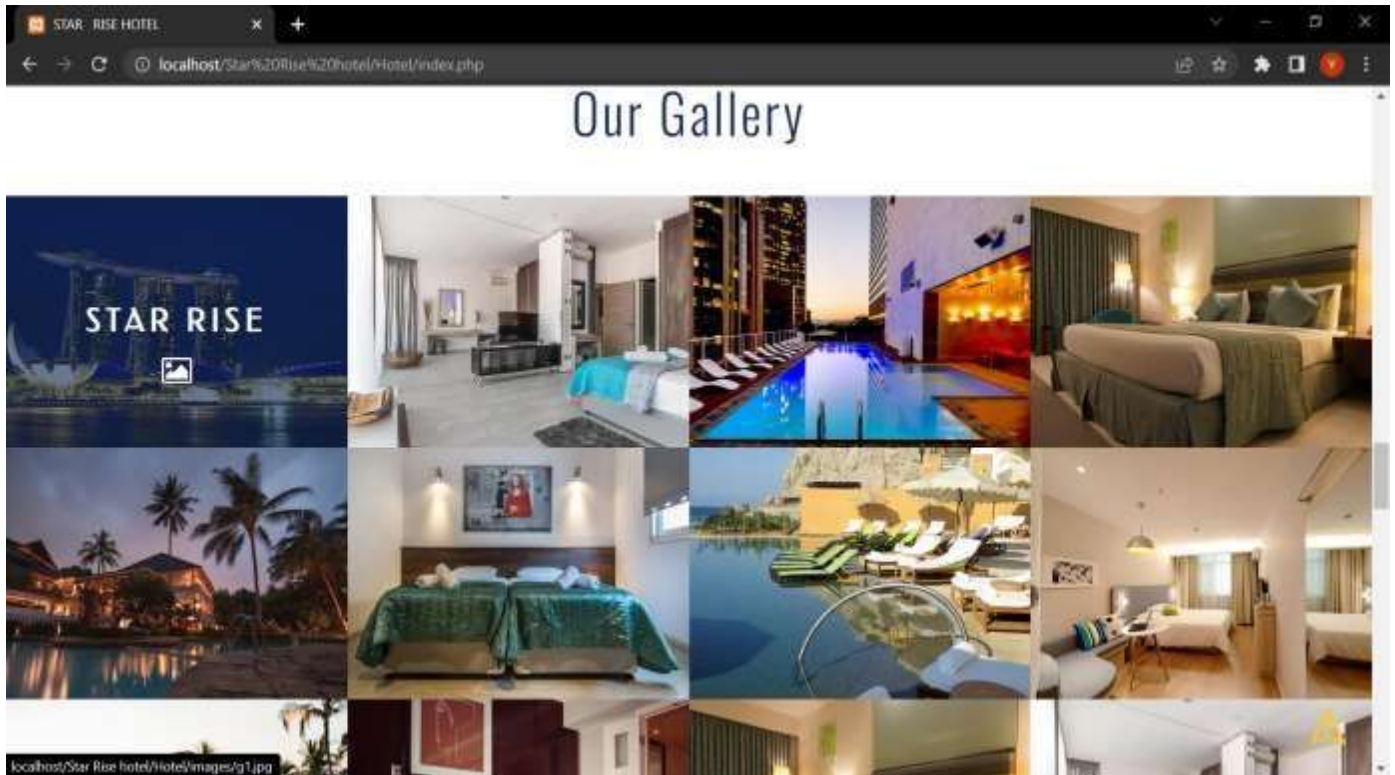 STAR RISE HOTEL
localhost/Star%20Rise%20hotel/Hotel/index.php
Our Gallery
STAR RISE
localhost/Star Rise hotel/Hotel/images/g1.jpg